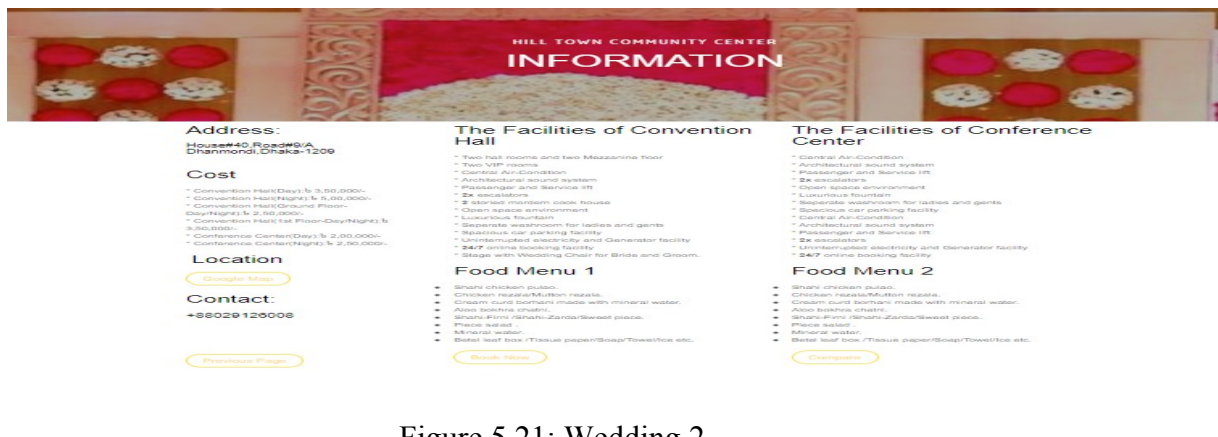 HILL TOWN COMMUNITY CENTER
INFORMATION
Address:
House#40,Road#9/A,
Dhanmondi,Dhaka-1209
Cost
* Convention Hall(Day):৳ 3,50,000/-
* Convention Hall(Night):৳ 5,00,000/-
* Convention Hall(Ground Floor-
Day/Night):৳ 2,50,000/-
* Convention Hall(1st Floor-Day/Night):৳
3,50,000/-
* Conference Center(Day):৳ 2,00,000/-
* Conference Center(Night):৳ 2,50,000/-
Location
Google Map
Contact:
+88029126008
Previous Page
The Facilities of Convention
Hall
* Two hall rooms and two Mezzanine floor
* Two VIP rooms
* Central Air-Condition
* Architectural sound system
* Passenger and Service lift
* 2x escalators
* 2 storied montern cook house
* Open space environment
* Luxurious fountain
* Seperate washroom for ladies and gents
* Spacious car parking facility
* Uninterrupted electricity and Generator facility
* 24/7 online booking facility
* Stage with Wedding Chair for Bride and Groom.
Food Menu 1
Shahi chicken pulao.
Chicken rezala/Mutton rezala.
Cream curd borhani made with mineral water.
Aloo bokhra chatni.
Shahi-Firni /Shahi-Zarda/Sweet piece.
Piece salad .
Mineral water.
Betel leaf box /Tissue paper/Soap/Towel/Ice etc.
Book Now
The Facilities of Conference
Center
* Central Air-Condition
* Architectural sound system
* Passenger and Service lift
* 2x escalators
* Open space environment
* Luxurious fountain
* Seperate washroom for ladies and gents
* Spacious car parking facility
* Central Air-Condition
* Architectural sound system
* Passenger and Service lift
* 2x escalators
* Uninterrupted electricity and Generator facility
* 24/7 online booking facility
Food Menu 2
Shahi chicken pulao.
Chicken rezala/Mutton rezala.
Cream curd borhani made with mineral water.
Aloo bokhra chatni.
Shahi-Firni /Shahi-Zarda/Sweet piece.
Piece salad .
Mineral water.
Betel leaf box /Tissue paper/Soap/Towel/Ice etc.
Compare
Figure 5.21: Wedding 2